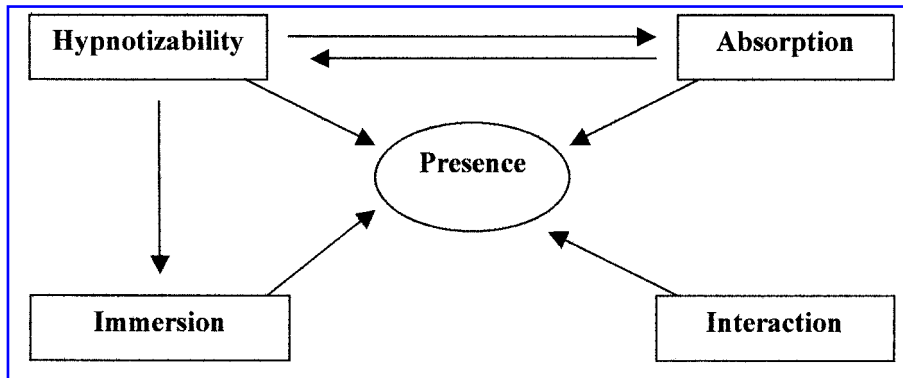 Hypnotizability
Absorption
Presence
Immersion
Interaction